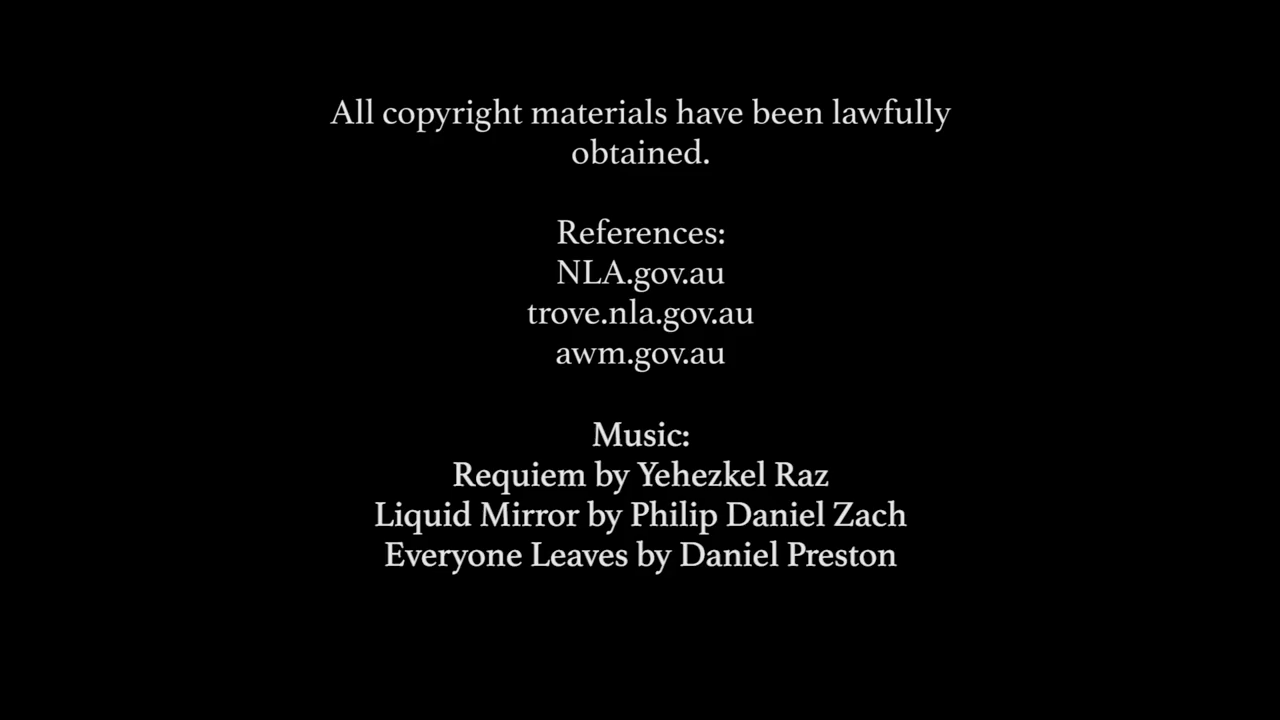 All copyright materials have been lawfully
obtained.
References:
NLA.gov.au
trove.nla.gov.au
awm.gov.au
Music:
Requiem by Yehezkel Raz
Liquid Mirror by Philip Daniel Zach
Everyone Leaves by Daniel Preston